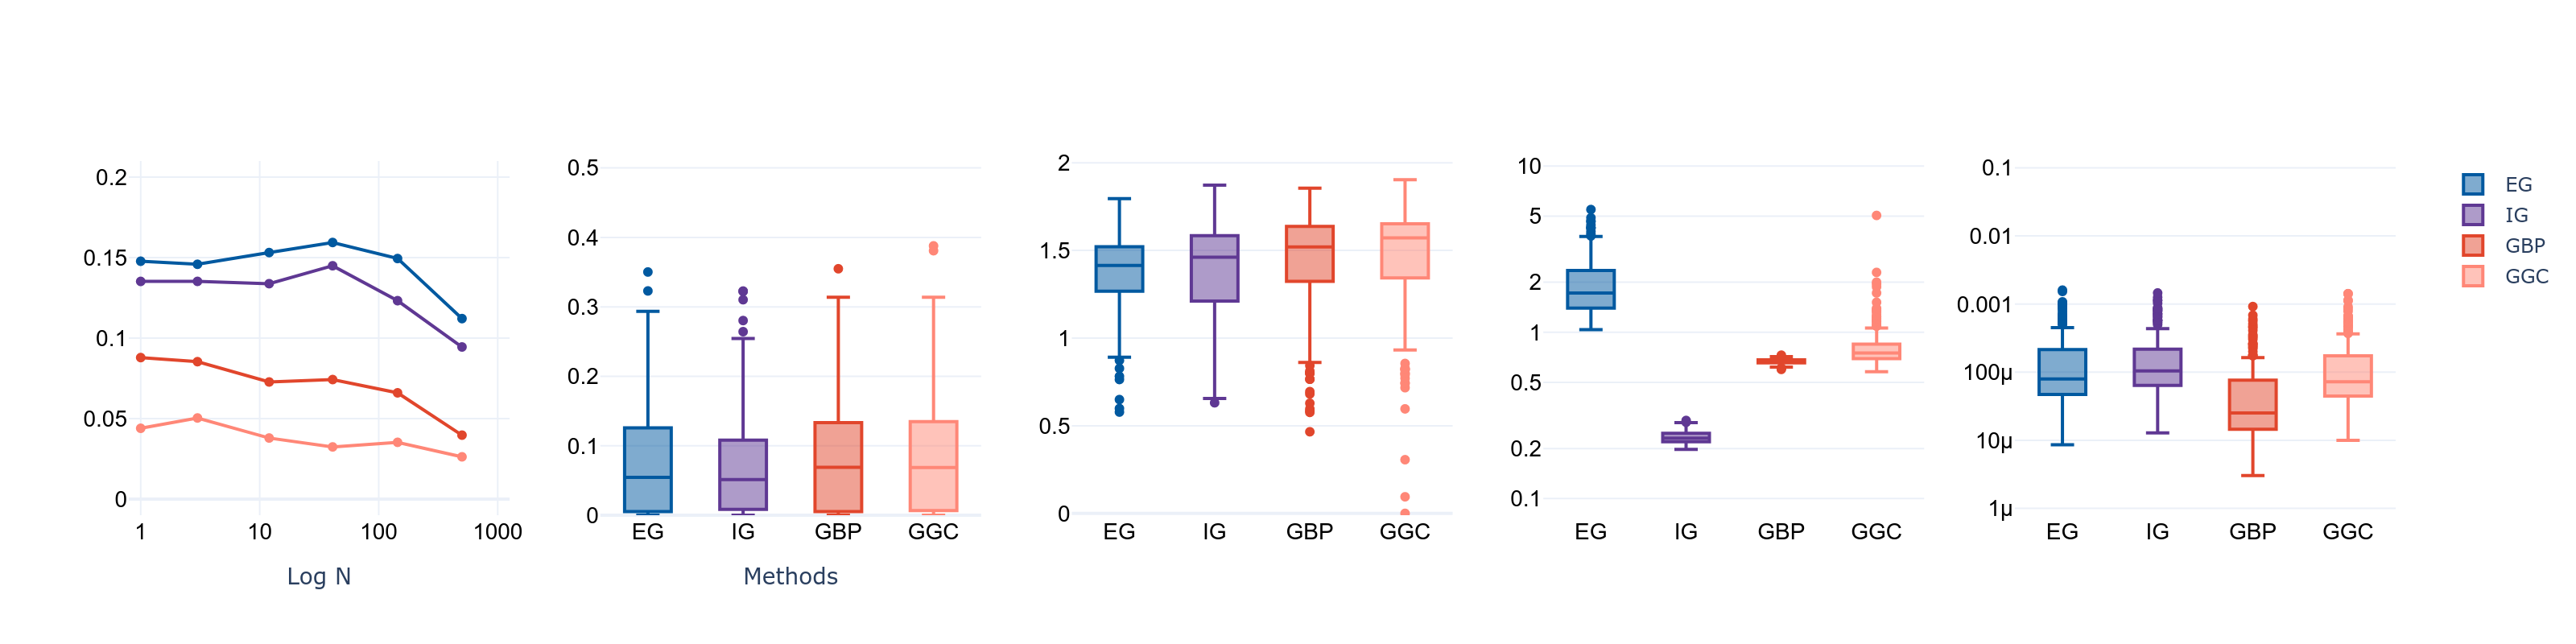 0.2
0.15
0.1
0.05
0
1 10 100 1000
Log N
0.5
0.4
0.3
0.2
0.1
0
EG IG GBP GGC
Methods
2
1.5
1
0.5
0
EG IG GBP GGC
10
5
2
1
0.5
0.2
0.1
EG IG GBP GGC
0.1
0.01
0.001
100μ
10μ
1μ
EG IG GBP GGC
EG
IG
GBP
GGC